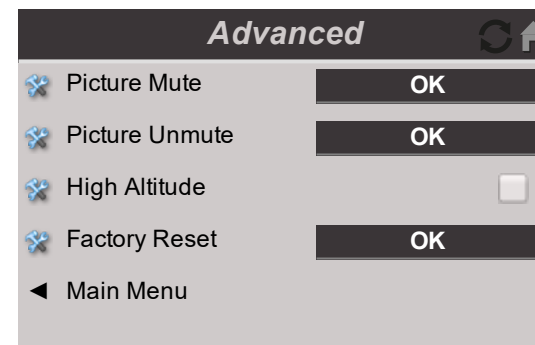 Advanced
Picture Mute OK
Picture Unmute OK
High Altitude
Factory Reset OK
Main Menu